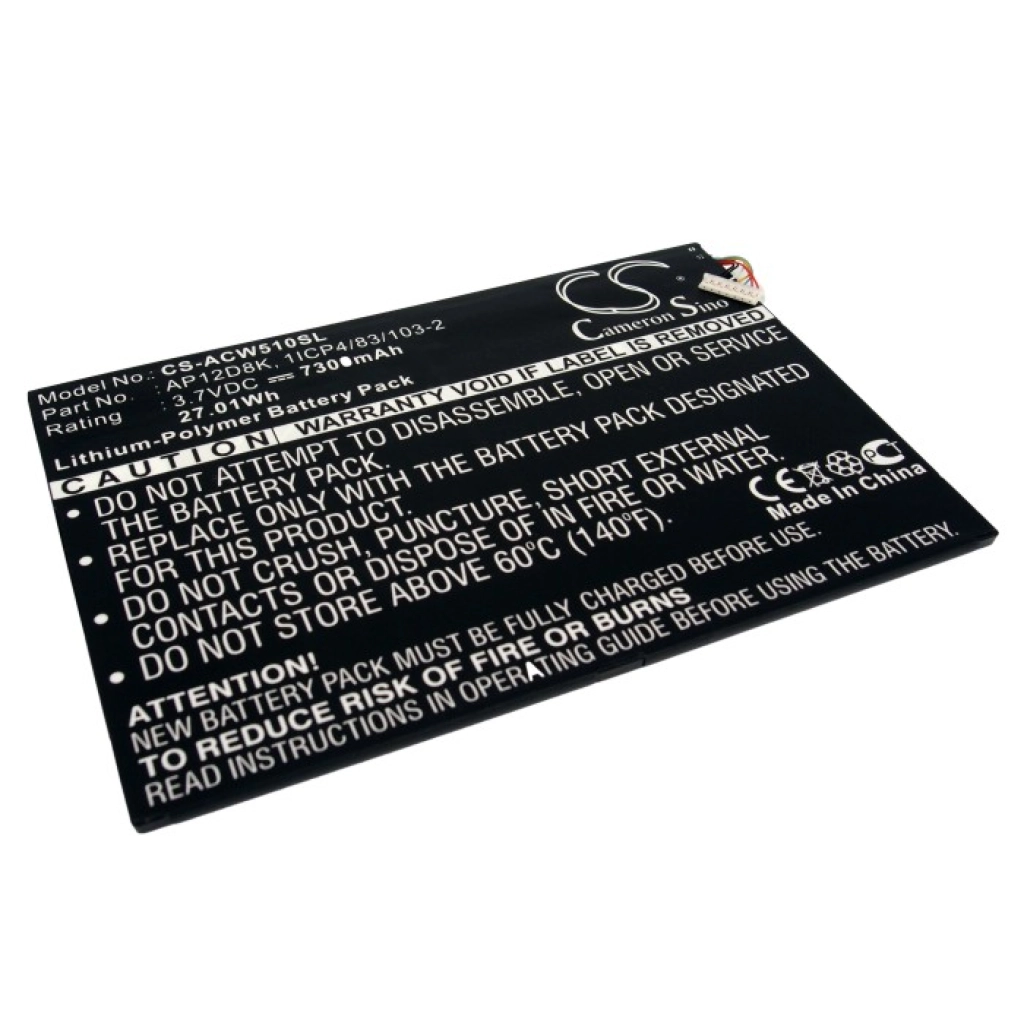 CS
Cameron Sino
Model No.: CS-ACW510SL
Part No. : AP12D8K, 1ICP4/83/103-2
Rating : 3.7VDC ⎓ 7300mAh
27.01Wh
Lithium-Polymer Battery Pack
CAUTION! WARRANTY VOID IF SEAL BROKEN!
• DO NOT ATTEMPT TO DISASSEMBLE, OPEN OR SERVICE
THE BATTERY PACK.
• REPLACE ONLY WITH THE BATTERY PACK DESIGNATED
FOR THIS PRODUCT.
• DO NOT CRUSH, PUNCTURE, SHORT EXTERNAL
CONTACTS OR DISPOSE OF IN FIRE OR WATER.
• DO NOT STORE ABOVE 60°C (140°F).
CE PCT
Made In China
ATTENTION!
NEW BATTERY PACK MUST BE FULLY CHARGED BEFORE USE.
TO REDUCE RISK OF FIRE OR BURNS
READ INSTRUCTIONS IN OPERATING GUIDE BEFORE USING THE BATTERY.